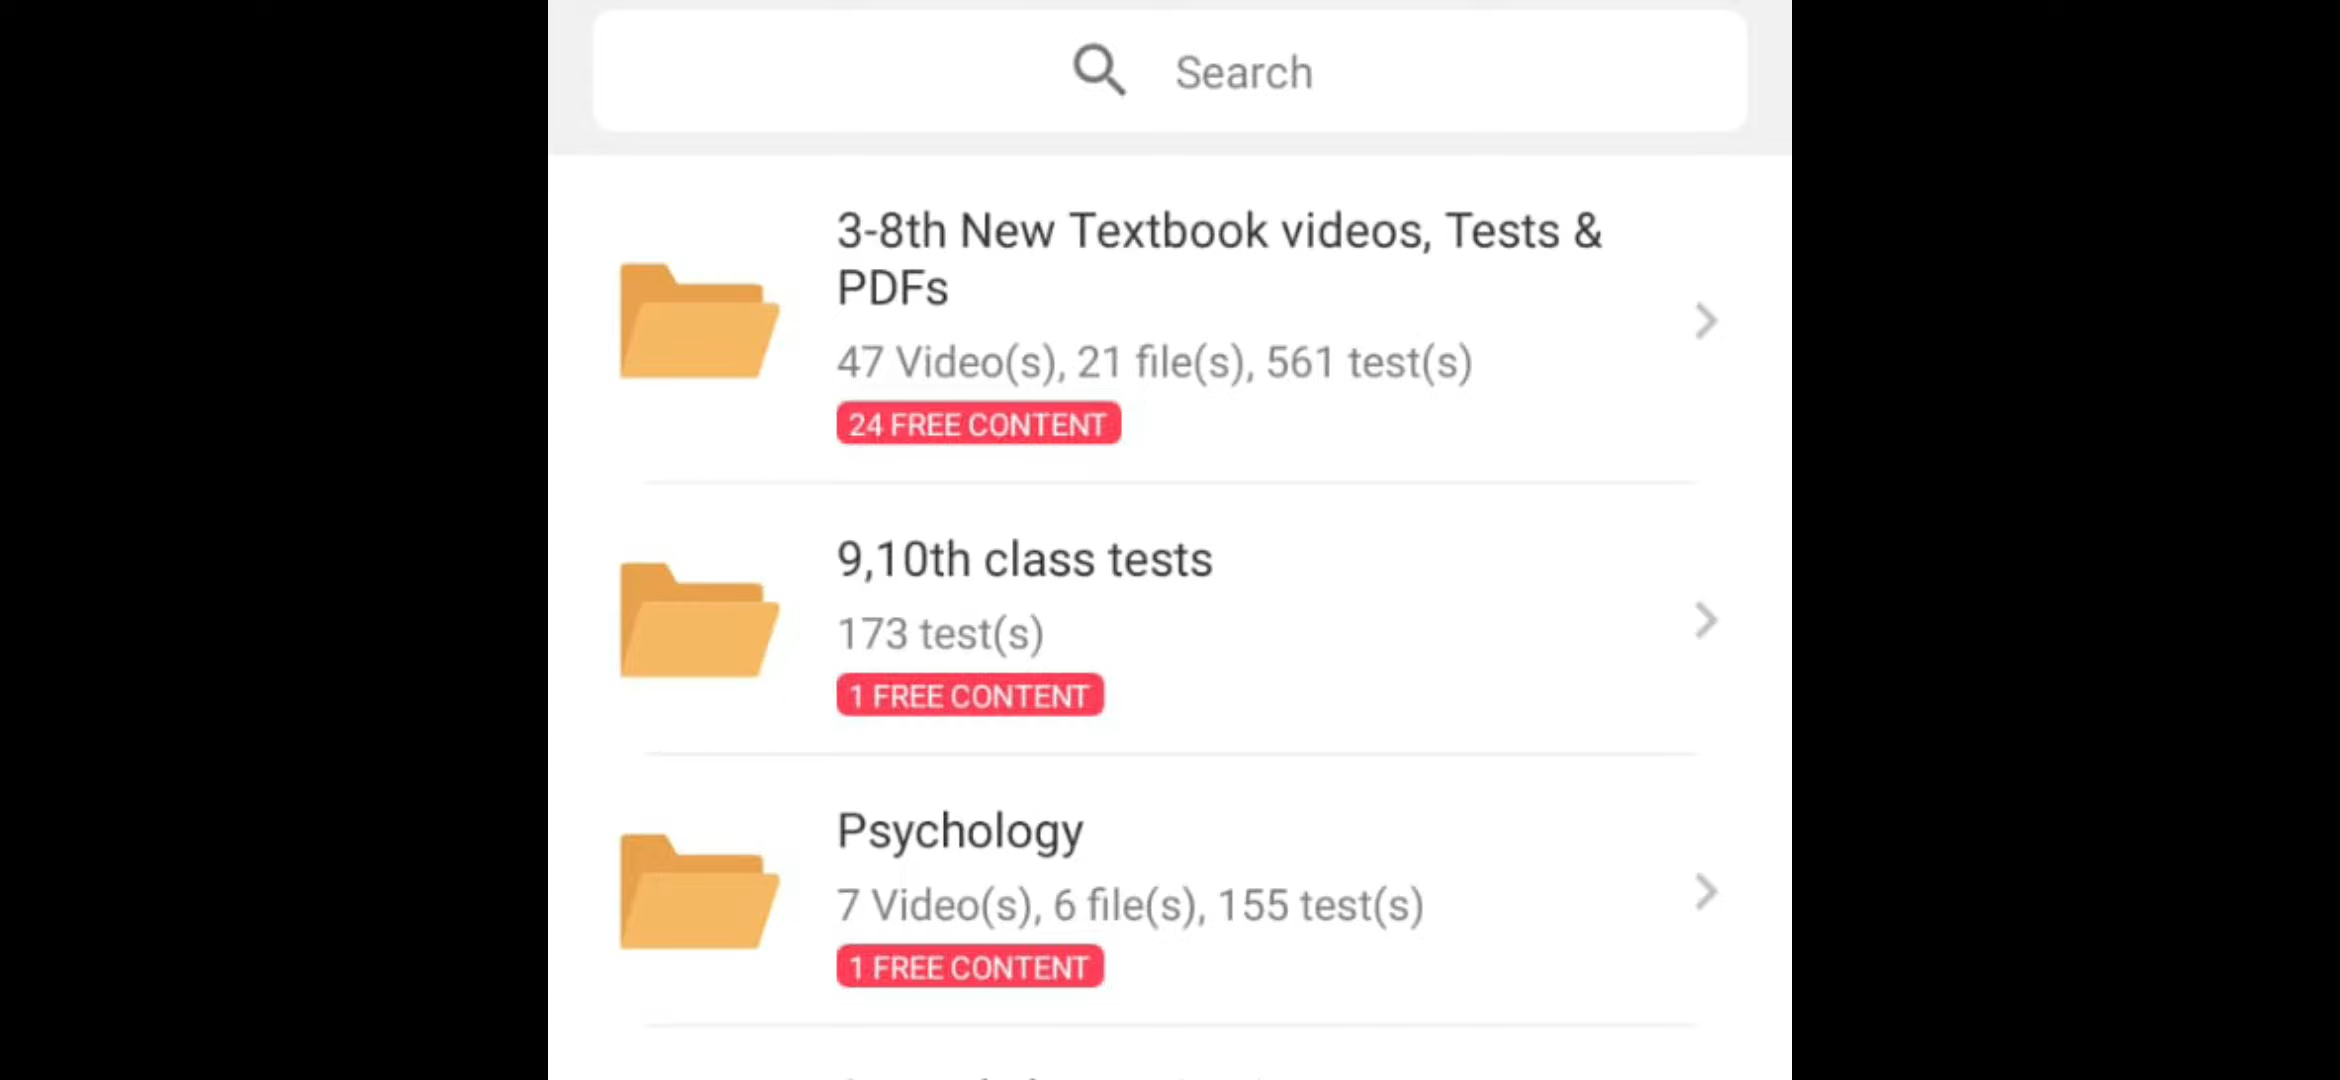 Search
3-8th New Textbook videos, Tests &
PDFs
47 Video(s), 21 file(s), 561 test(s)
24 FREE CONTENT
9,10th class tests
173 test(s)
1 FREE CONTENT
Psychology
7 Video(s), 6 file(s), 155 test(s)
1 FREE CONTENT